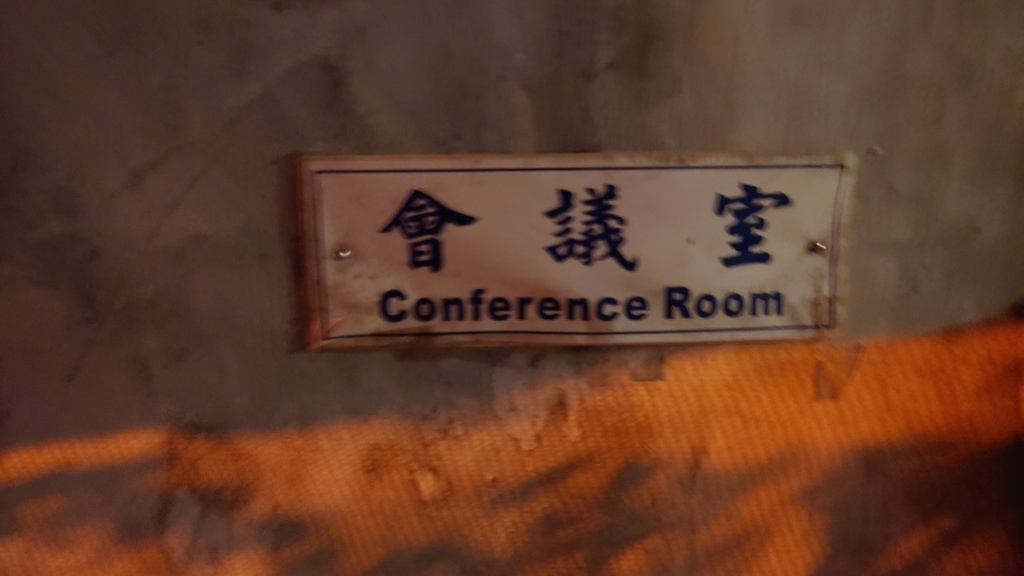 會議室
Conference Room